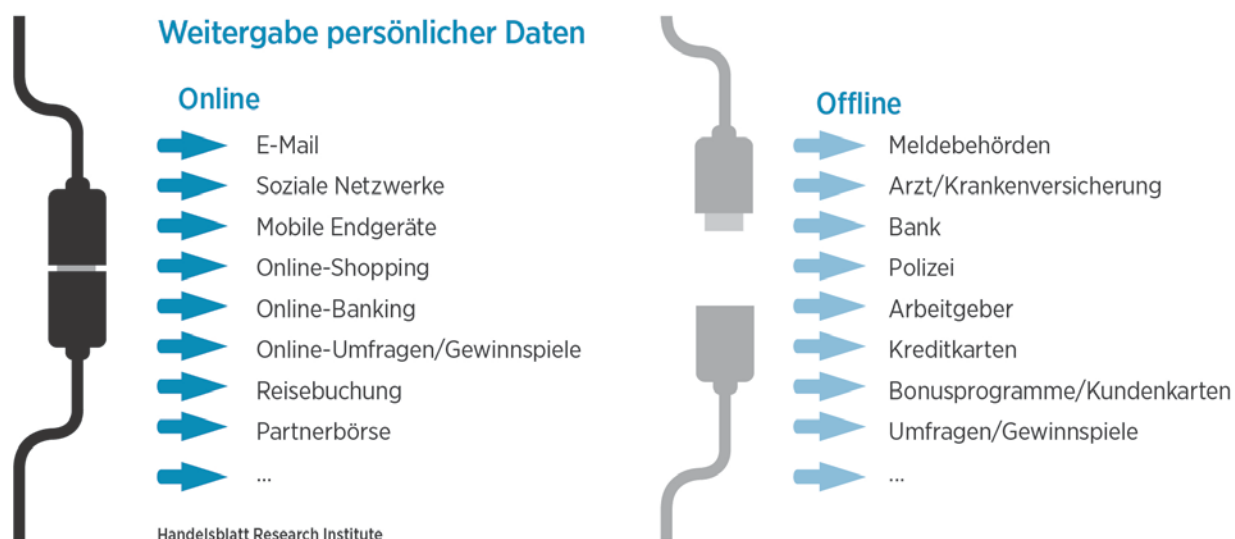 Weitergabe persönlicher Daten
Online
E-Mail
Soziale Netzwerke
Mobile Endgeräte
Online-Shopping
Online-Banking
Online-Umfragen/Gewinnspiele
Reisebuchung
Partnerbörse
...
Offline
Meldebehörden
Arzt/Krankenversicherung
Bank
Polizei
Arbeitgeber
Kreditkarten
Bonusprogramme/Kundenkarten
Umfragen/Gewinnspiele
...
Handelsblatt Research Institute